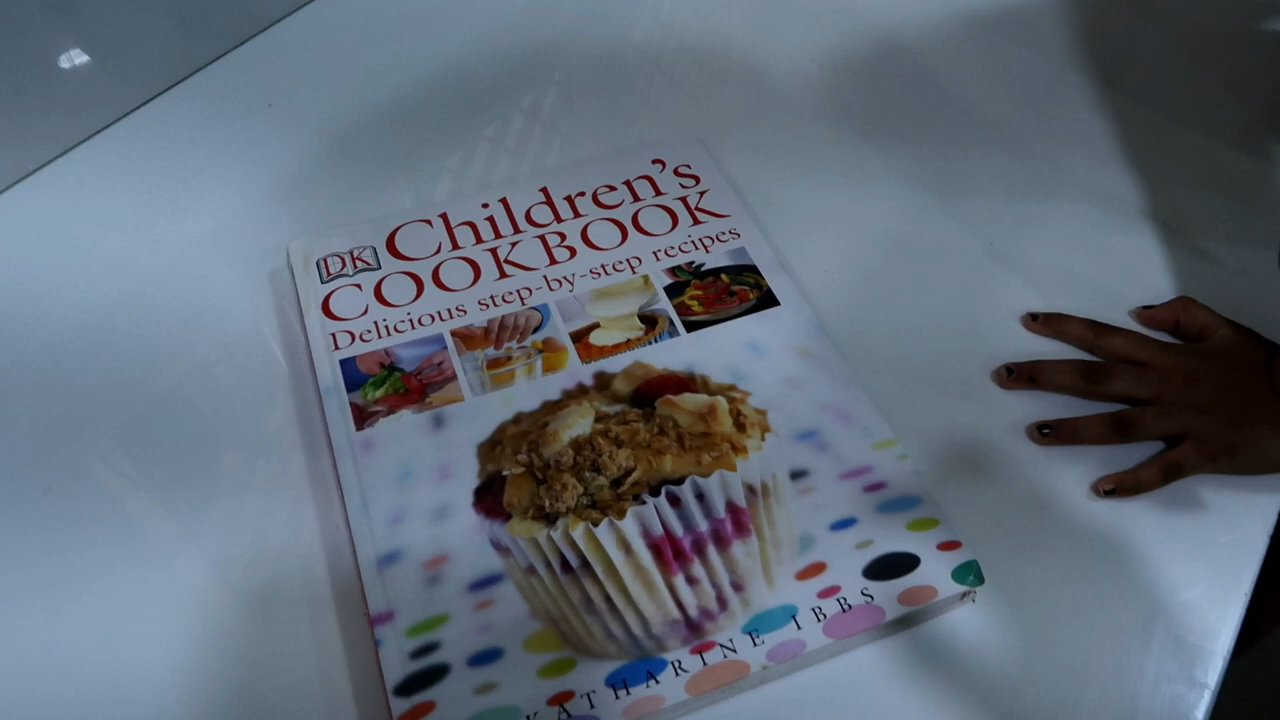 DK
Children's
COOKBOOK
Delicious step-by-step recipes
KATHARINE IBBS